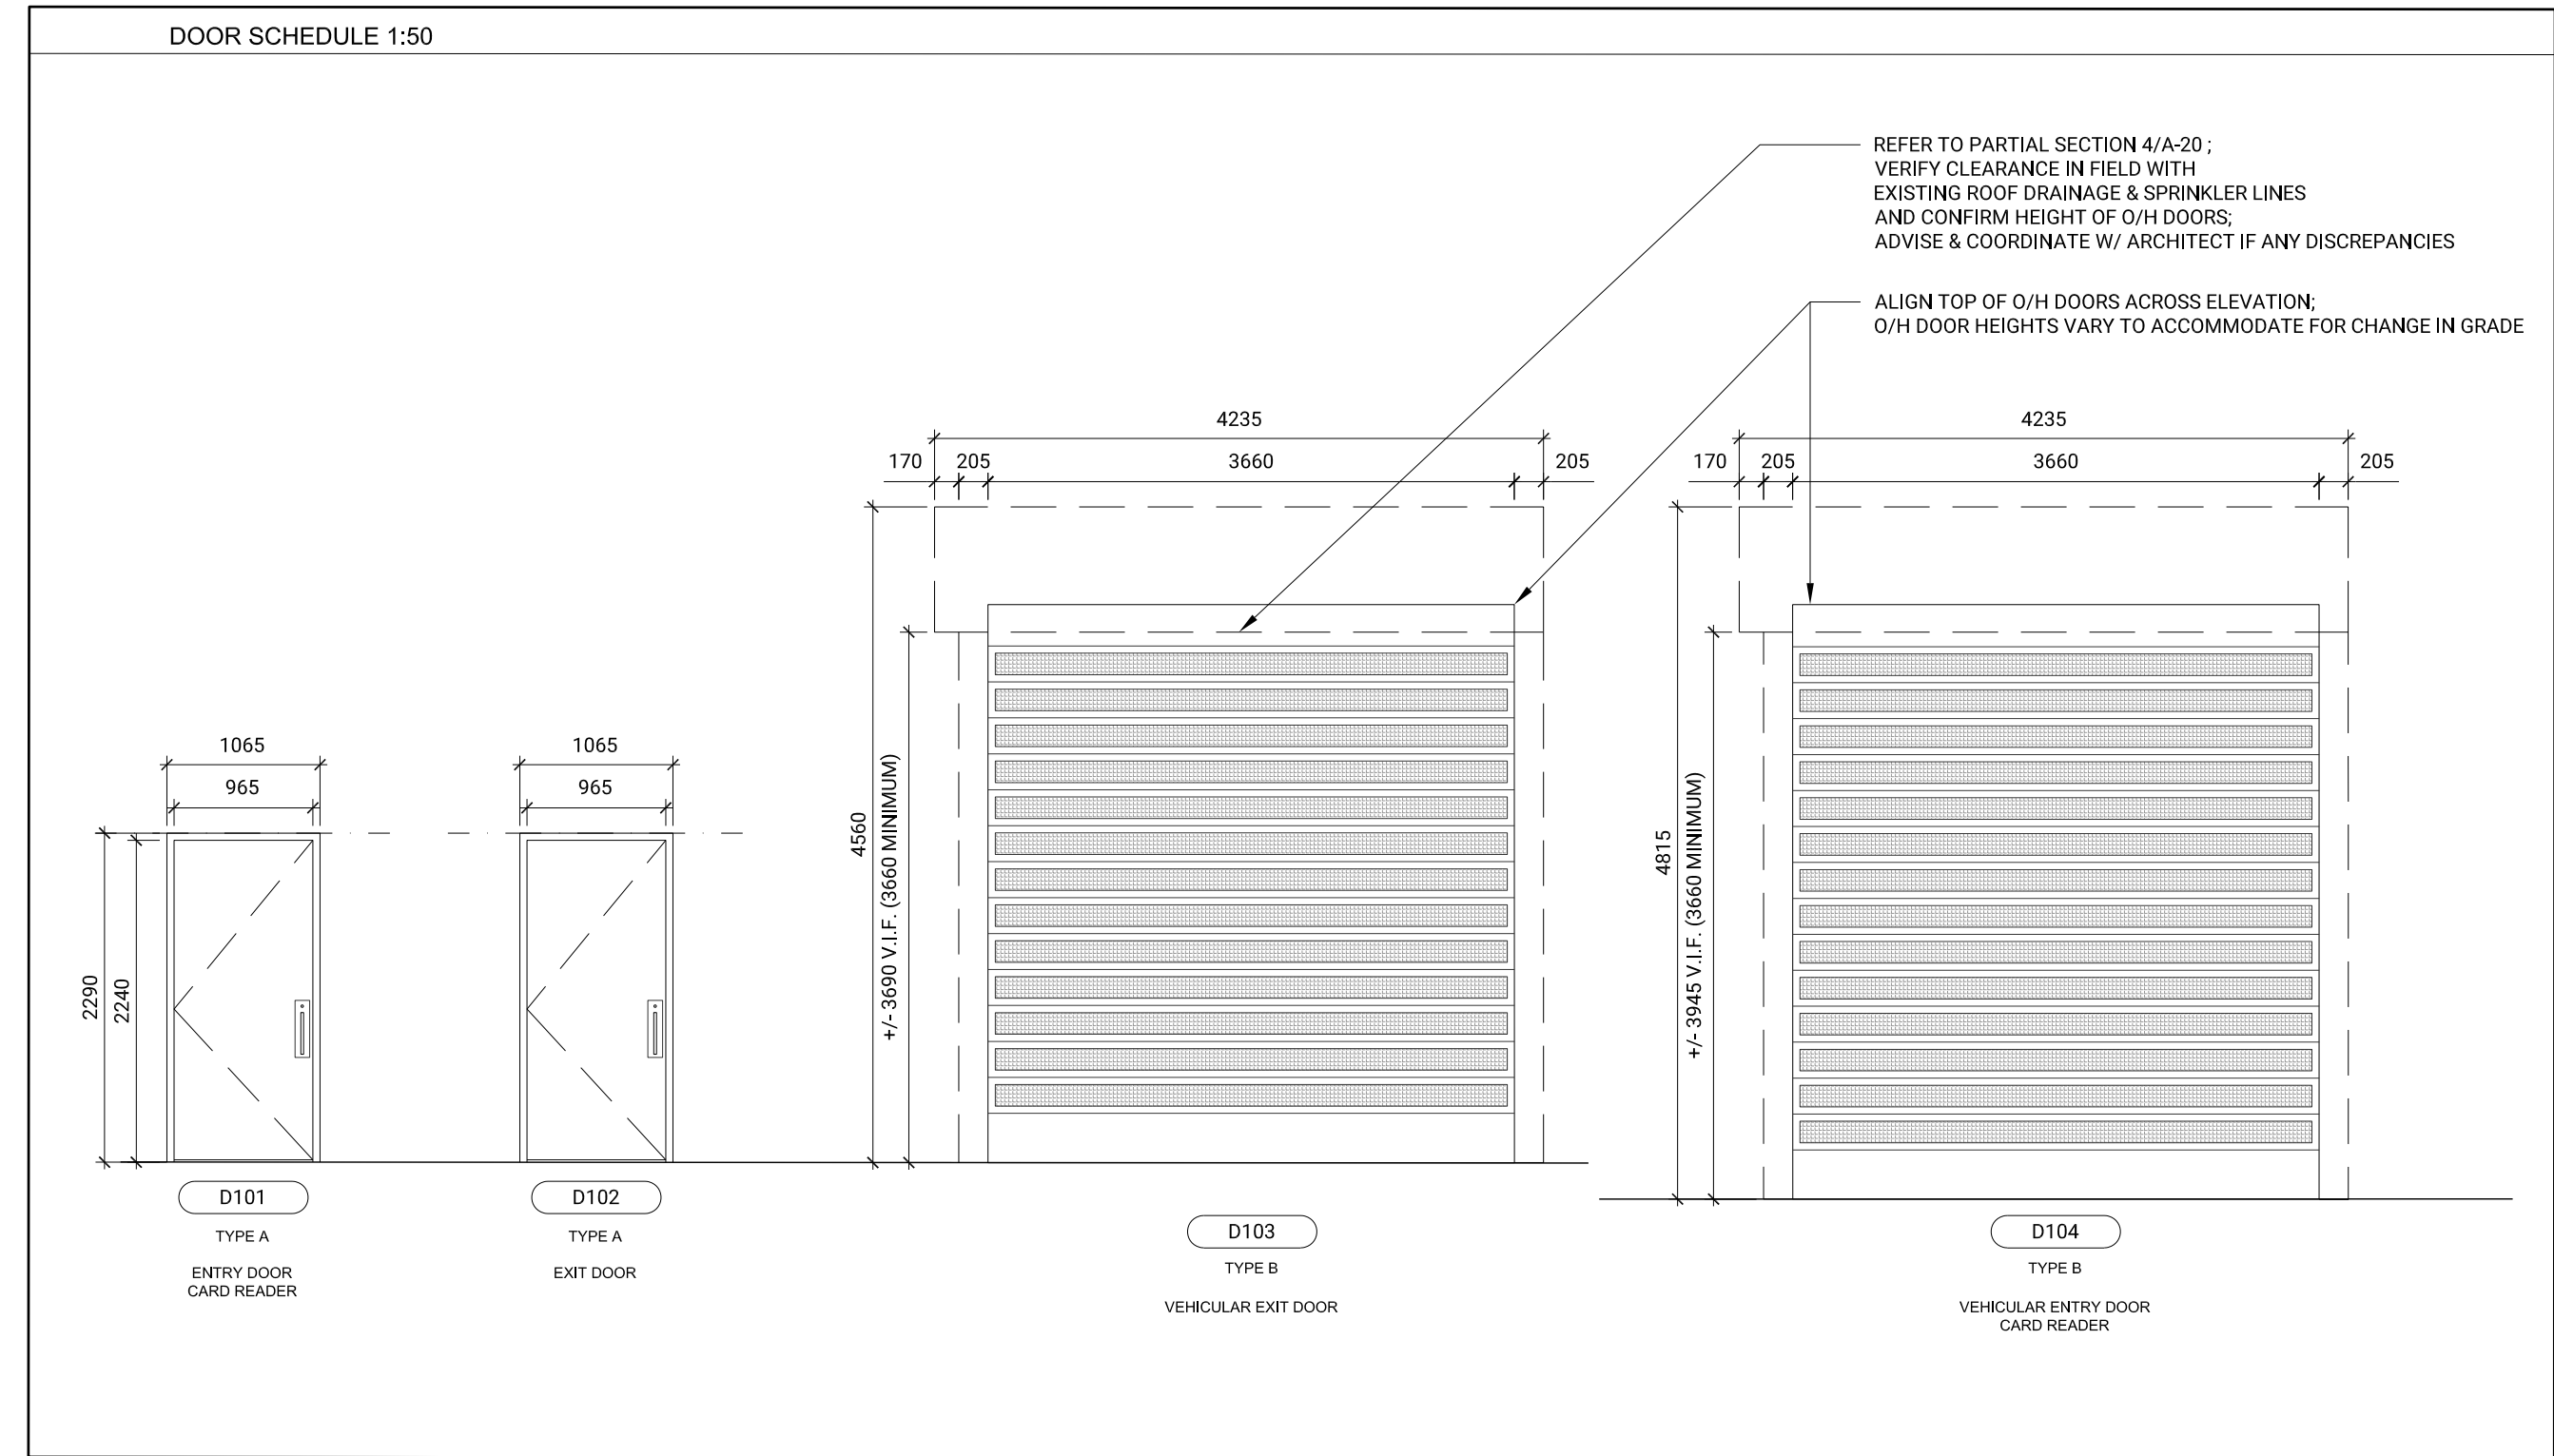 DOOR SCHEDULE 1:50
REFER TO PARTIAL SECTION 4/A-20 ;
VERIFY CLEARANCE IN FIELD WITH
EXISTING ROOF DRAINAGE & SPRINKLER LINES
AND CONFIRM HEIGHT OF O/H DOORS;
ADVISE & COORDINATE W/ ARCHITECT IF ANY DISCREPANCIES
ALIGN TOP OF O/H DOORS ACROSS ELEVATION;
O/H DOOR HEIGHTS VARY TO ACCOMMODATE FOR CHANGE IN GRADE
1065
965
2290
2240
D101
TYPE A
ENTRY DOOR
CARD READER
1065
965
D102
TYPE A
EXIT DOOR
4235
170 205 3660 205
4560
+/- 3690 V.I.F. (3660 MINIMUM)
D103
TYPE B
VEHICULAR EXIT DOOR
4235
170 205 3660 205
4815
+/- 3945 V.I.F. (3660 MINIMUM)
D104
TYPE B
VEHICULAR ENTRY DOOR
CARD READER